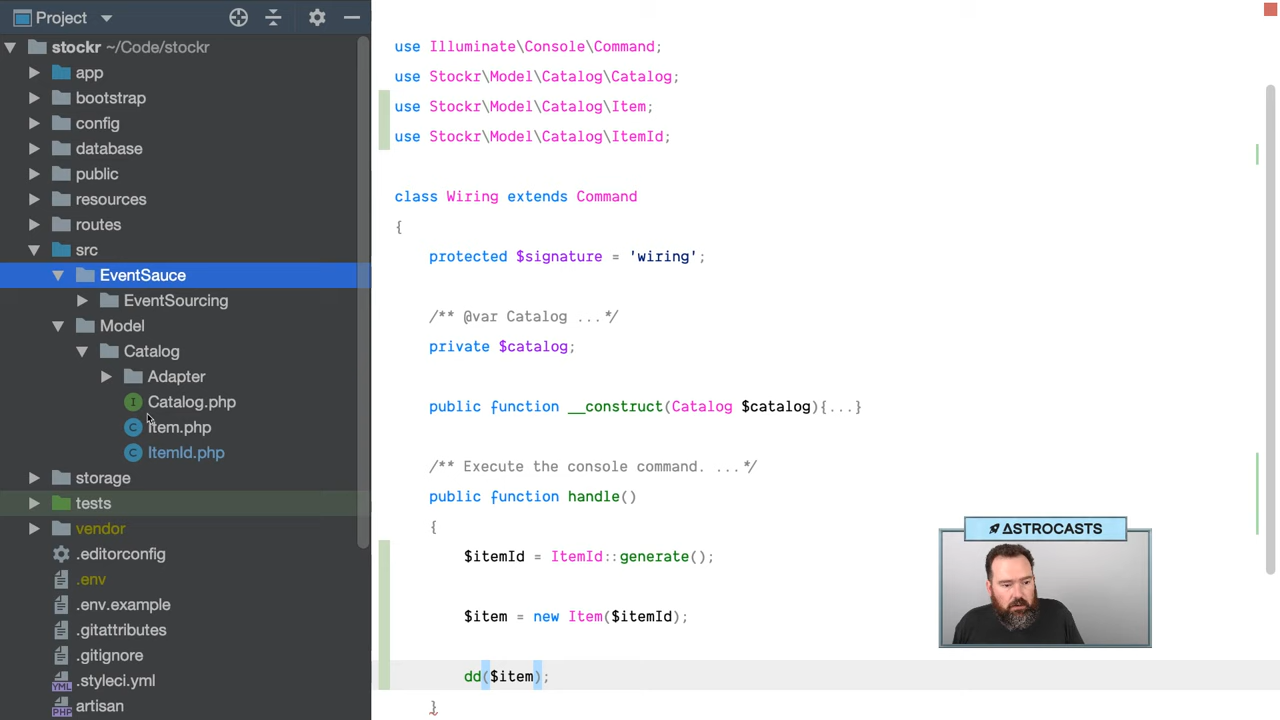 Project
stockr ~/Code/stockr
app
bootstrap
config
database
public
resources
routes
src
EventSauce
EventSourcing
Model
Catalog
Adapter
Catalog.php
Item.php
ItemId.php
storage
tests
vendor
.editorconfig
.env
.env.example
.gitattributes
.gitignore
.styleci.yml
artisan
use Illuminate\Console\Command;
use Stockr\Model\Catalog\Catalog;
use Stockr\Model\Catalog\Item;
use Stockr\Model\Catalog\ItemId;
class Wiring extends Command
{
protected $signature = 'wiring';
/** @var Catalog ...*/
private $catalog;
public function __construct(Catalog $catalog){...}
/** Execute the console command. ...*/
public function handle()
{
$itemId = ItemId::generate();
$item = new Item($itemId);
dd($item);
}
ΔSTROCASTS